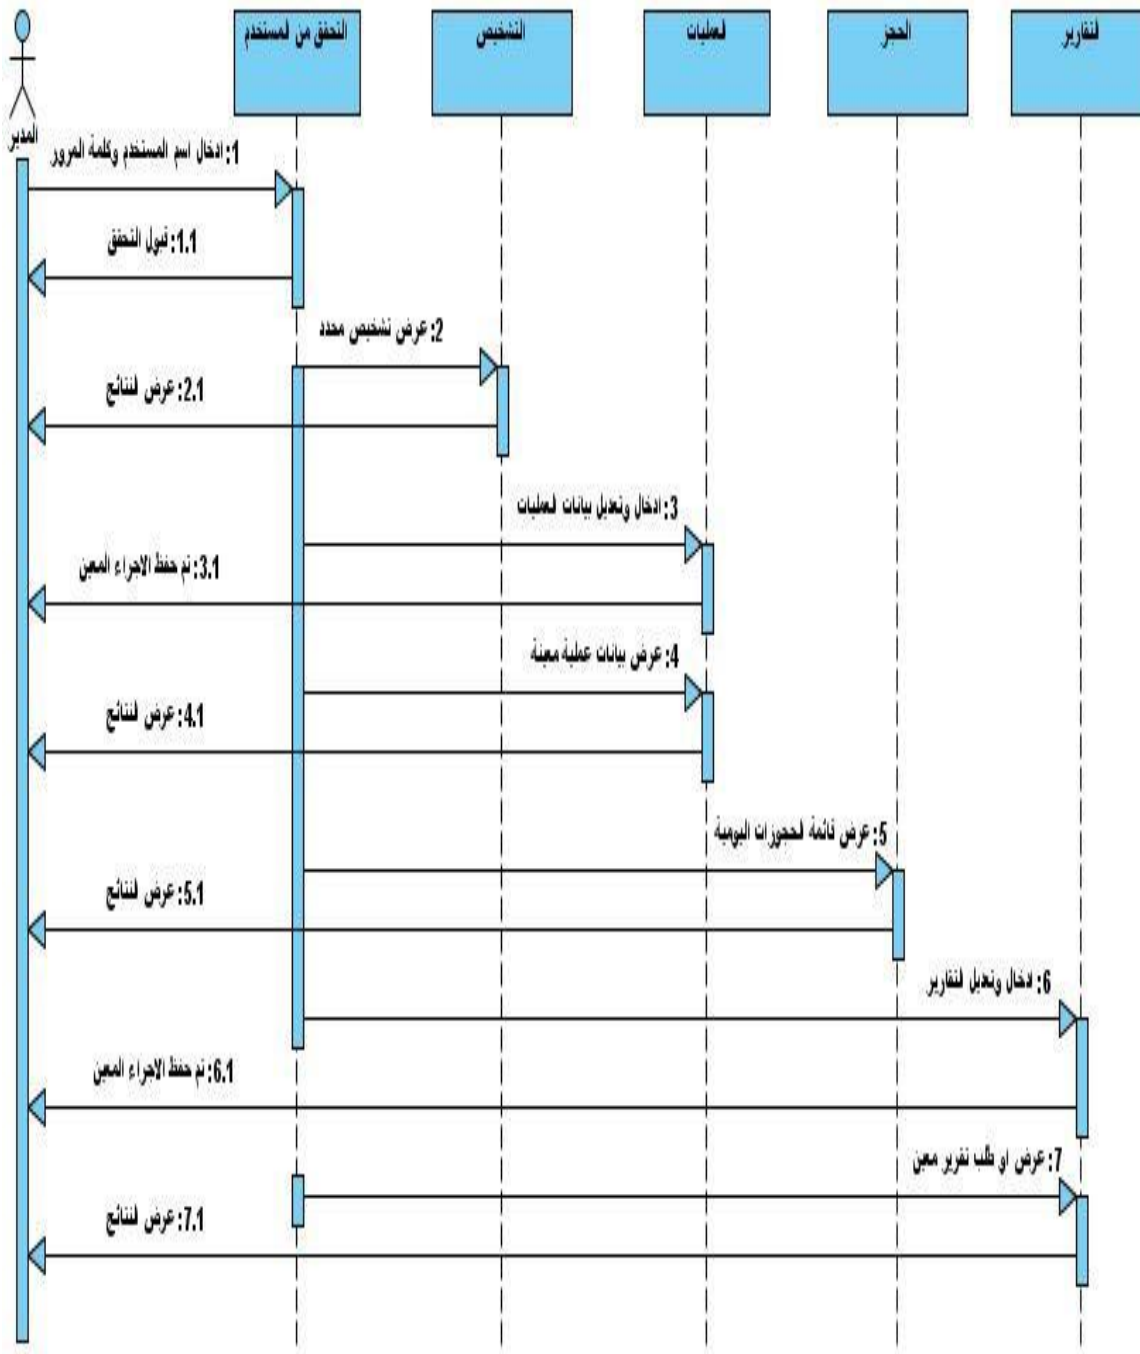 التحقق من المستخدم
التشخيص
العمليات
الحجز
التقارير
المدير
1: ادخال اسم المستخدم وكلمة المرور
1.1: قبول التحقق
2: عرض تشخيص محدد
2.1: عرض النتائج
3: ادخال وتعديل بيانات العمليات
3.1: تم حفظ الاجراء المعين
4: عرض بيانات عملية معينة
4.1: عرض النتائج
5: عرض قائمة الحجوزات اليومية
5.1: عرض النتائج
6: ادخال وتعديل التقارير
6.1: تم حفظ الاجراء المعين
7: عرض او طلب تقرير معين
7.1: عرض النتائج